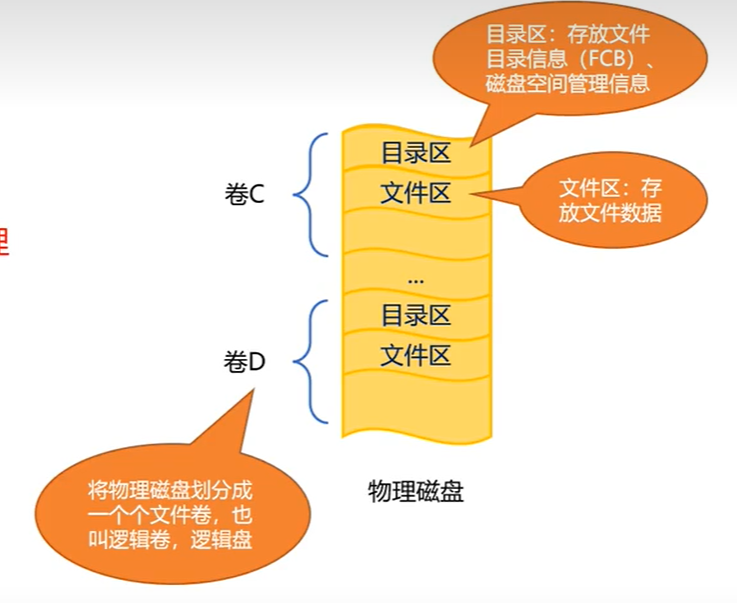 目录区：存放文件
目录信息（FCB）、
磁盘空间管理信息
目录区
卷C
文件区
文件区：存
放文件数据
理
...
目录区
卷D
文件区
将物理磁盘划分成
一个个文件卷，也
叫逻辑卷，逻辑盘
物理磁盘